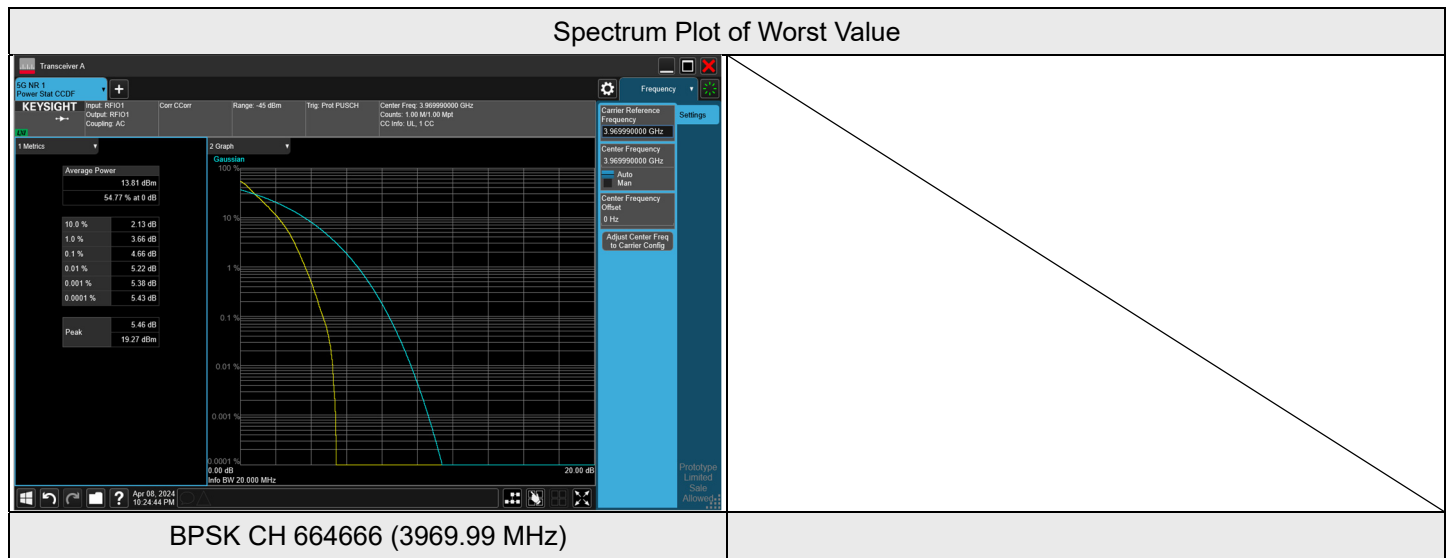 Spectrum Plot of Worst Value
Transceiver A
5G NR 1
Power Stat CCDF
+
Frequency
KEYSIGHT
Input: RFIO1
Output: RFIO1
Coupling: AC
Corr CCorr
Range: -45 dBm
Trig: Prot PUSCH
Center Freq: 3.969990000 GHz
Counts: 1.00 M/1.00 Mpt
CC Info: UL, 1 CC
LXI
1 Metrics
Average Power
13.81 dBm
54.77 % at 0 dB
10.0 % 2.13 dB
1.0 % 3.66 dB
0.1 % 4.66 dB
0.01 % 5.22 dB
0.001 % 5.38 dB
0.0001 % 5.43 dB
Peak
5.46 dB
19.27 dBm
2 Graph
Gaussian
100 %
10 %
1 %
0.1 %
0.01 %
0.001 %
0.0001 %
0.00 dB 20.00 dB
Info BW 20.000 MHz
Carrier Reference
Frequency
3.969990000 GHz
Center Frequency
3.969990000 GHz
Auto
Man
Center Frequency
Offset
0 Hz
Adjust Center Freq
to Carrier Config
Settings
Prototype
Limited
Sale
Allowed
?
Apr 08, 2024
10:24:44 PM
BPSK CH 664666 (3969.99 MHz)